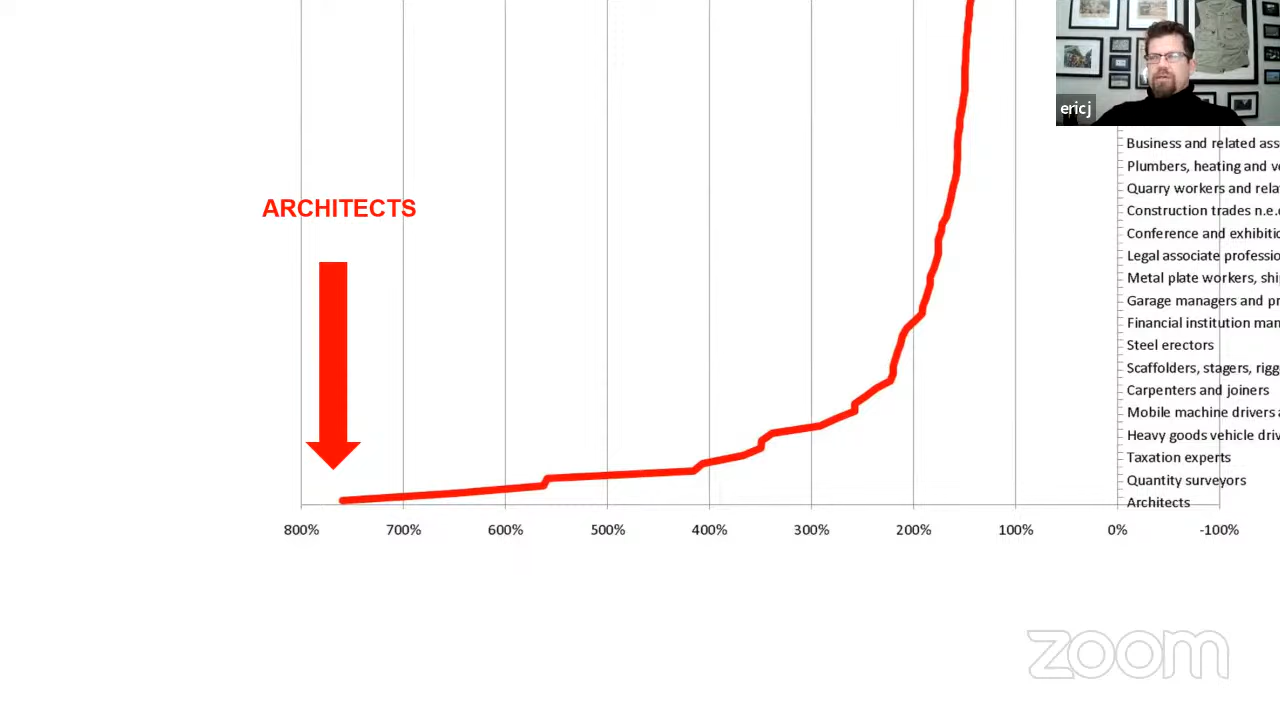 ericj
Business and related ass
Plumbers, heating and ve
Quarry workers and rela
ARCHITECTS
Construction trades n.e.c
Conference and exhibitio
Legal associate professio
Metal plate workers, ship
Garage managers and pr
Financial institution man
Steel erectors
Scaffolders, stagers, rigg
Carpenters and joiners
Mobile machine drivers a
Heavy goods vehicle driv
Taxation experts
Quantity surveyors
Architects
800% 700% 600% 500% 400% 300% 200% 100% 0% -100%
zoom